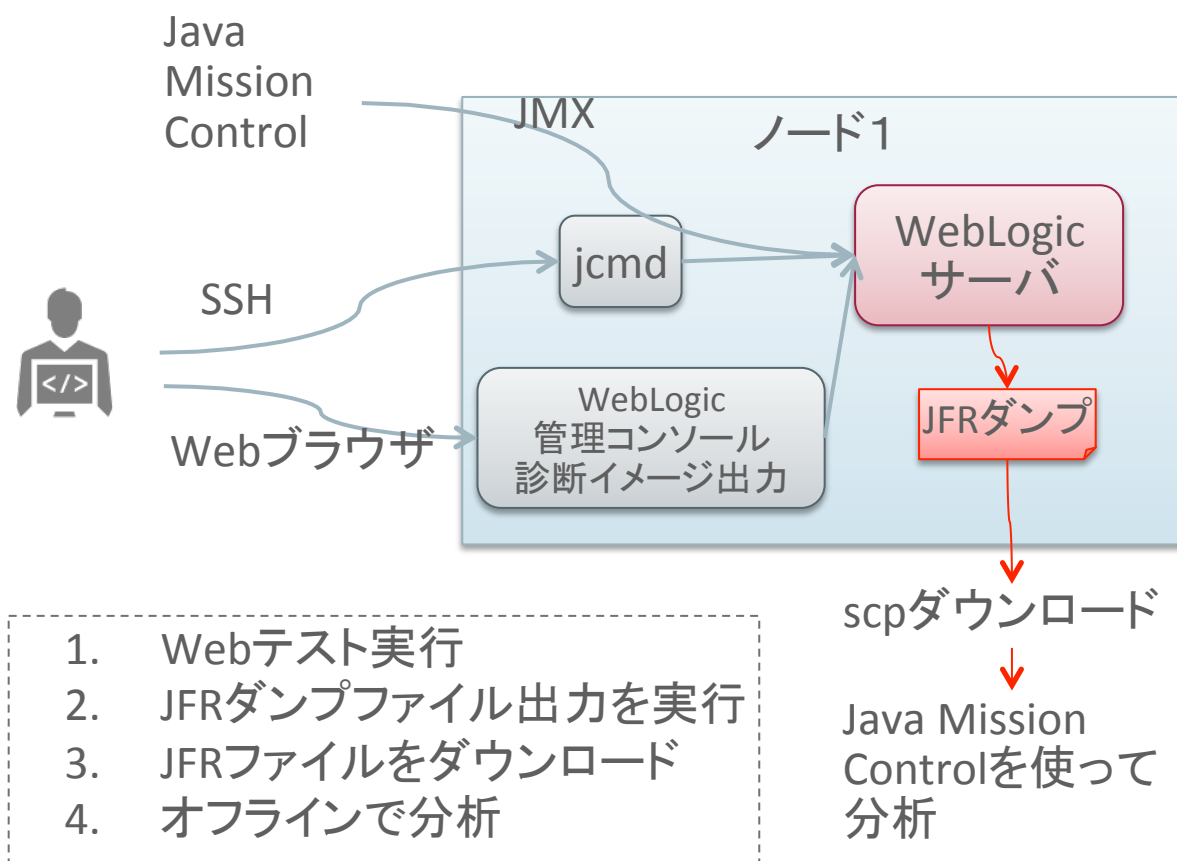 Java
Mission
Control
JMX
ノード1
WebLogic
サーバ
jcmd
SSH
</>
WebLogic
管理コンソール
診断イメージ出力
JFRダンプ
Webブラウザ
scpダウンロード
1. Webテスト実行
2. JFRダンプファイル出力を実行
3. JFRファイルをダウンロード
4. オフラインで分析
Java Mission
Controlを使って
分析